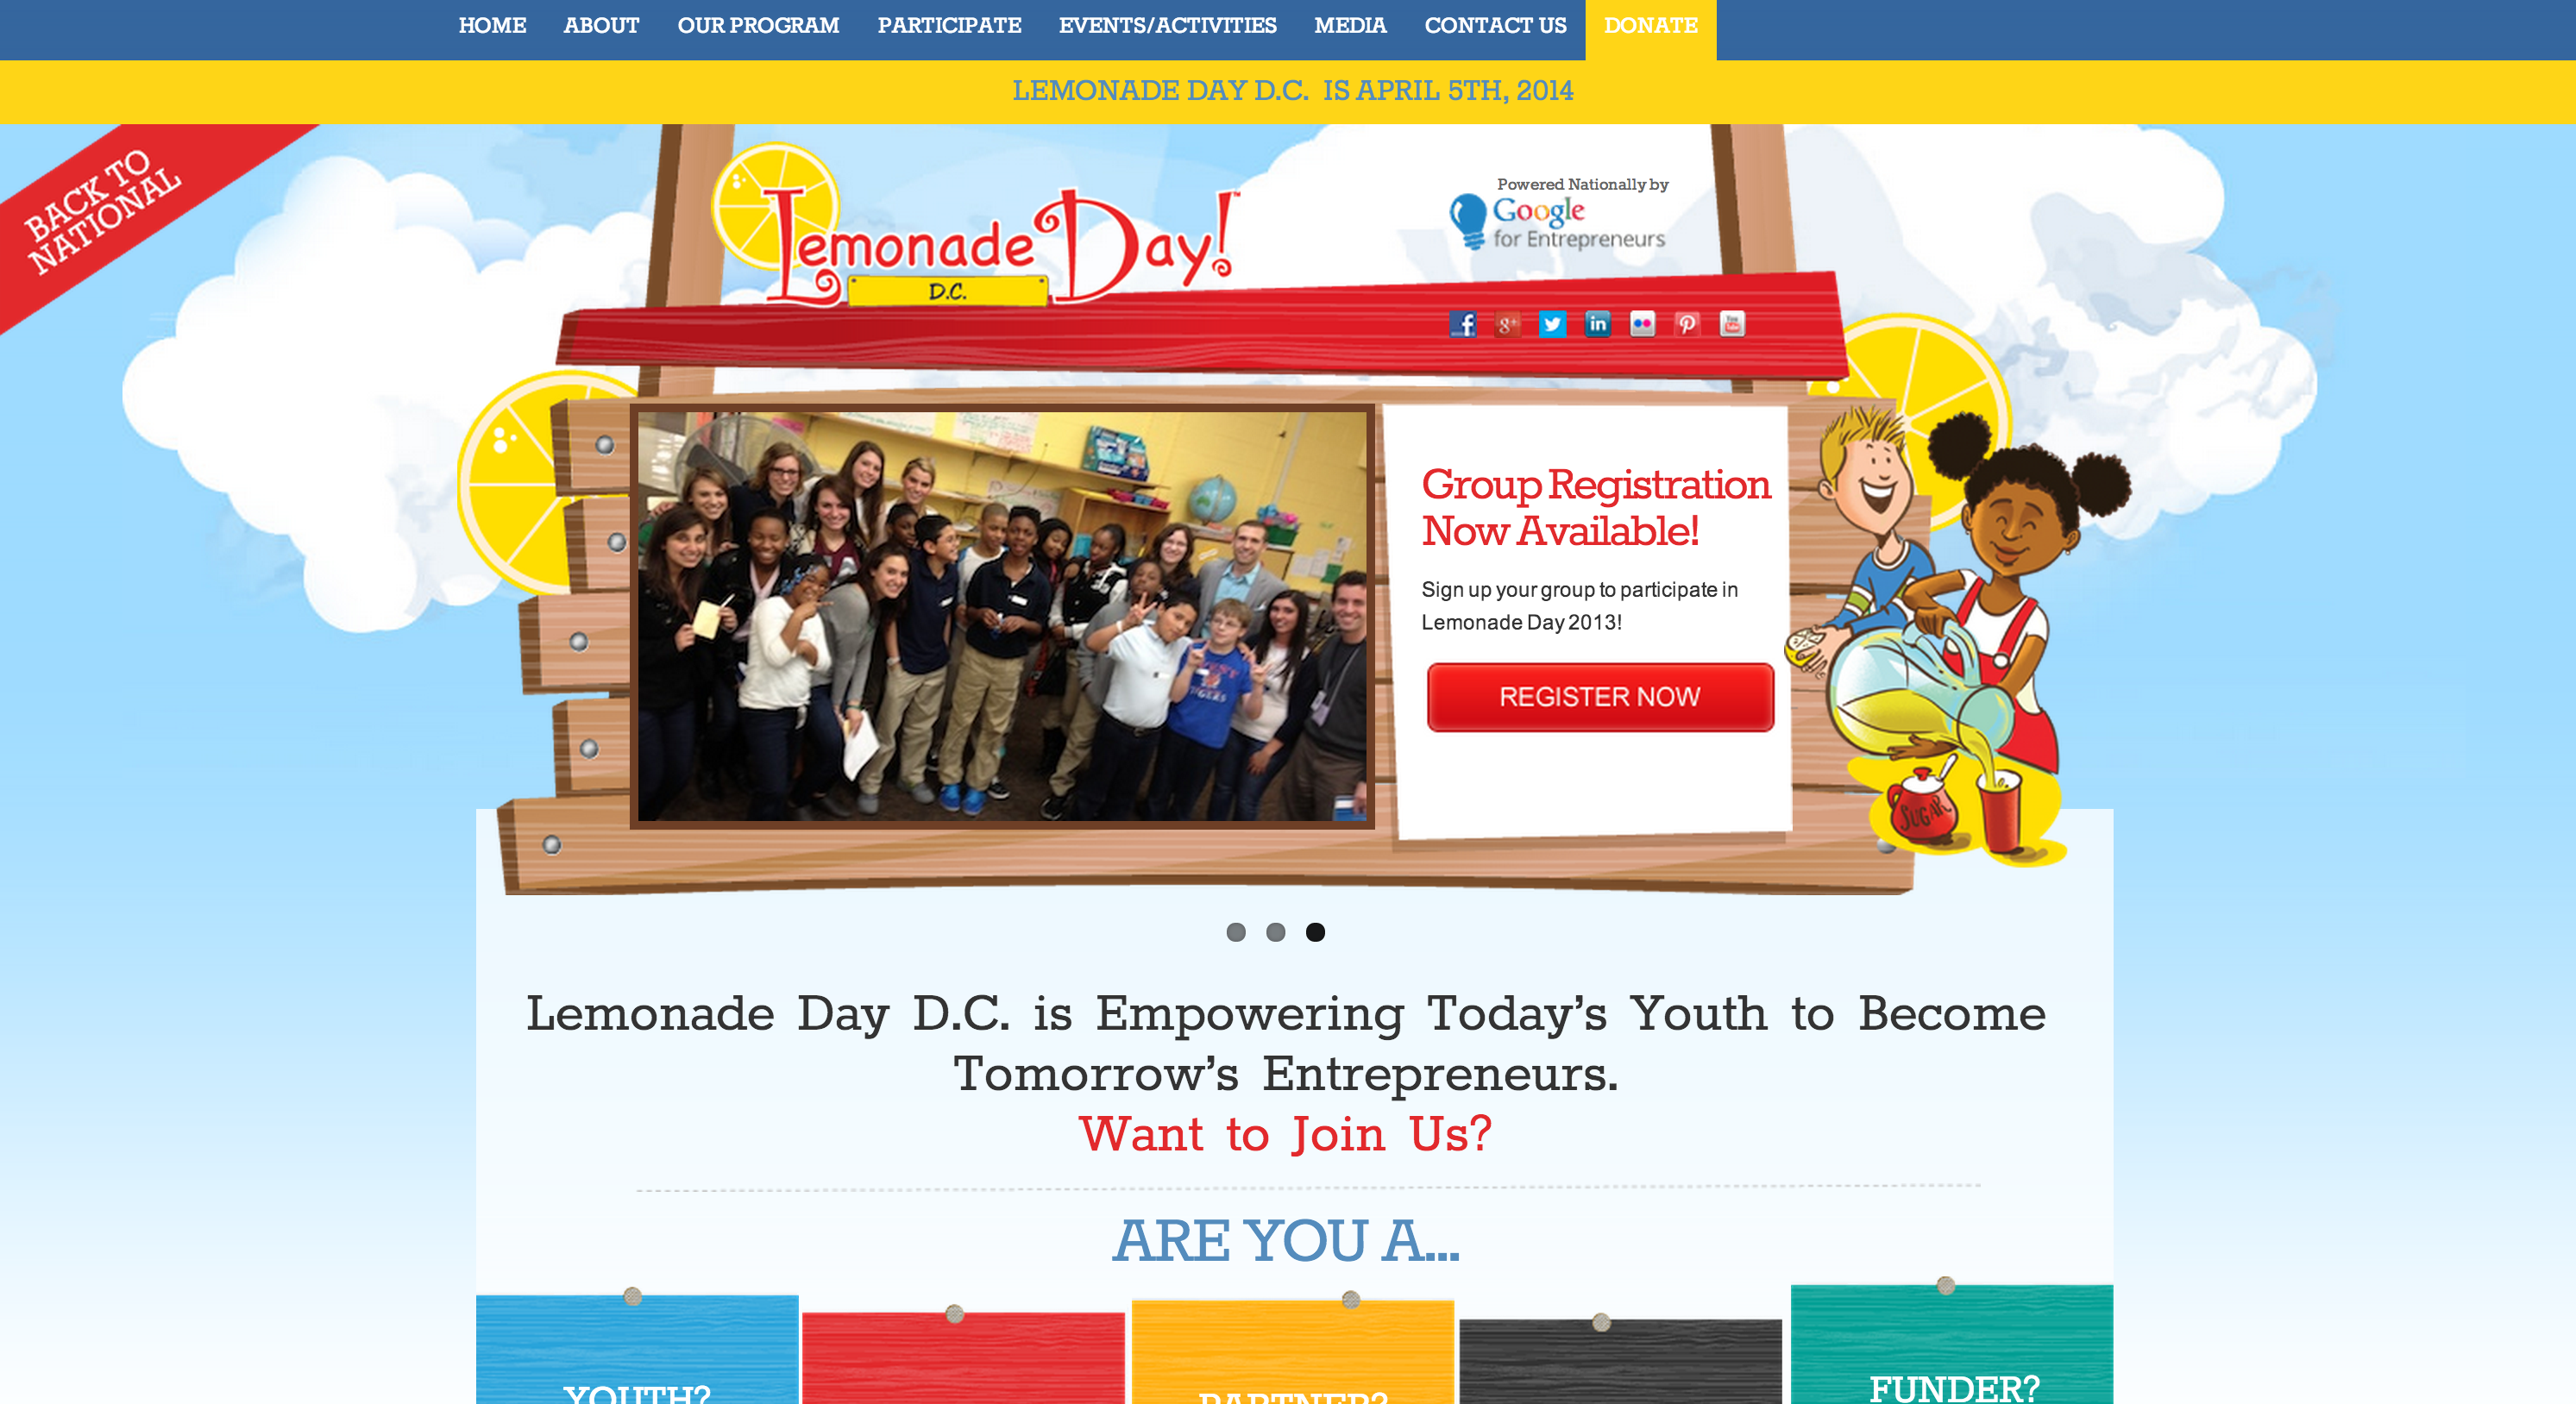 HOME ABOUT OUR PROGRAM PARTICIPATE EVENTS/ACTIVITIES MEDIA CONTACT US DONATE
LEMONADE DAY D.C. IS APRIL 5TH, 2014
BACK TO
NATIONAL
Lemonade Day!™
D.C.
Powered Nationally by
Google
for Entrepreneurs
Group Registration
Now Available!
Sign up your group to participate in
Lemonade Day 2013!
REGISTER NOW
TIGERS
SUGAR
Lemonade Day D.C. is Empowering Today’s Youth to Become
Tomorrow’s Entrepreneurs.
Want to Join Us?
ARE YOU A...
YOUTH?
PARTNER?
FUNDER?